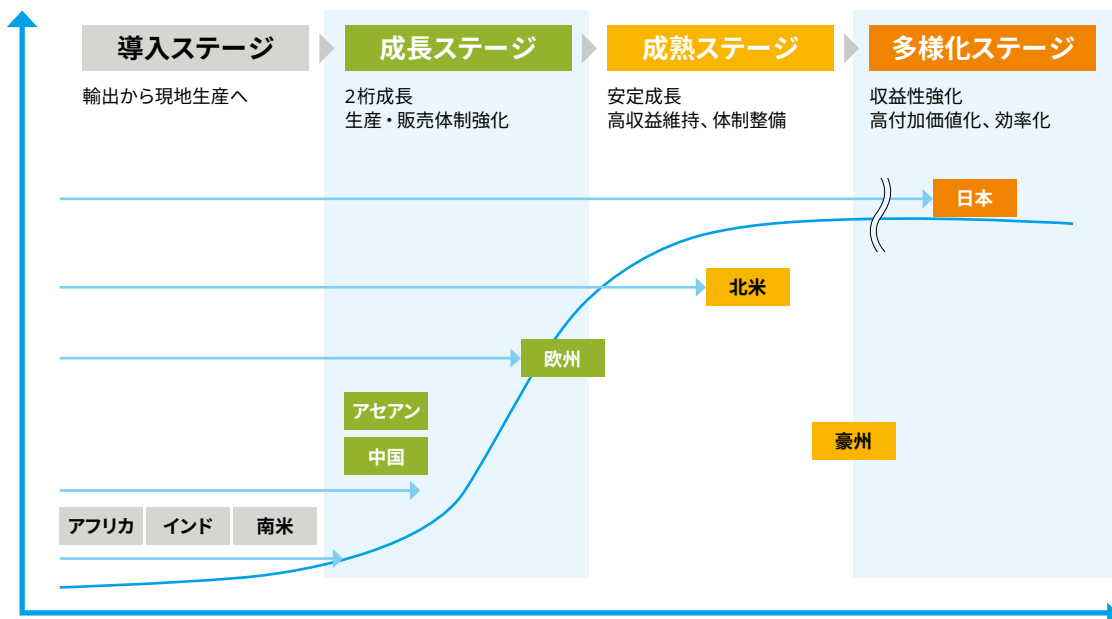 導入ステージ
成長ステージ
成熟ステージ
多様化ステージ
輸出から現地生産へ
2桁成長
生産・販売体制強化
安定成長
高収益維持、体制整備
収益性強化
高付加価値化、効率化
日本
北米
欧州
アセアン
中国
豪州
アフリカ
インド
南米